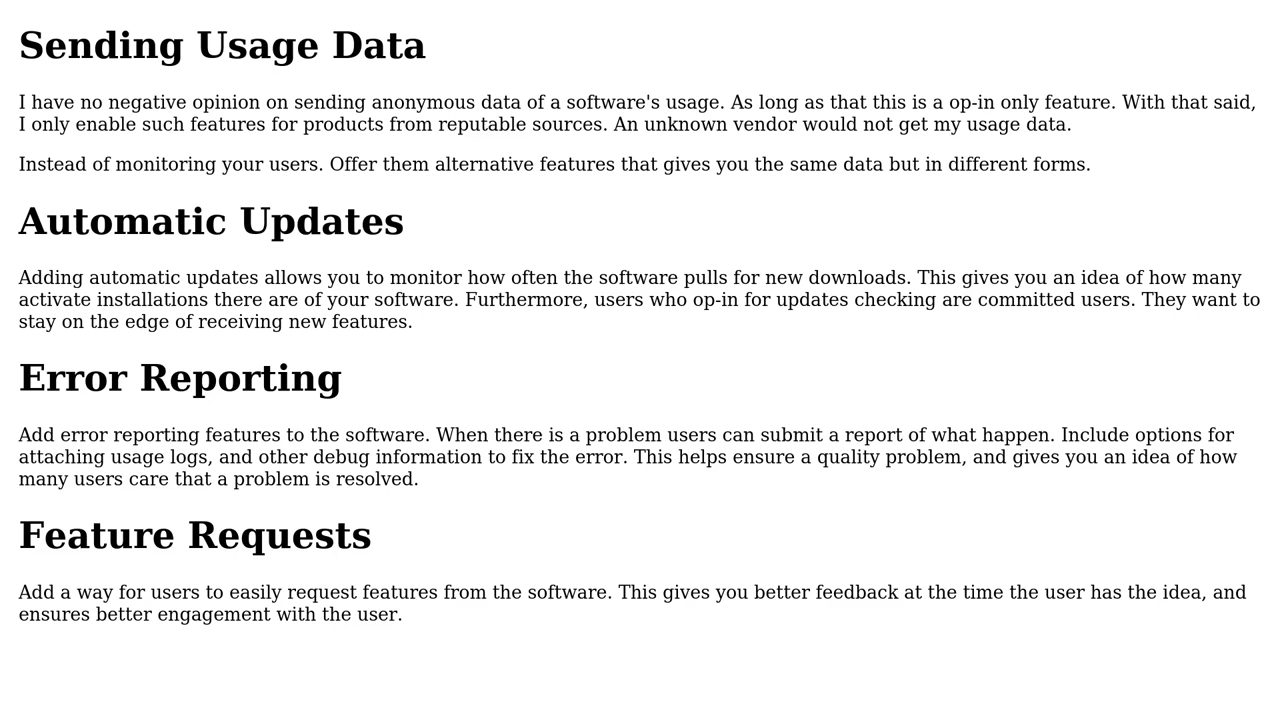 Sending Usage Data
I have no negative opinion on sending anonymous data of a software's usage. As long as that this is a op-in only feature. With that said,
I only enable such features for products from reputable sources. An unknown vendor would not get my usage data.
Instead of monitoring your users. Offer them alternative features that gives you the same data but in different forms.
Automatic Updates
Adding automatic updates allows you to monitor how often the software pulls for new downloads. This gives you an idea of how many
activate installations there are of your software. Furthermore, users who op-in for updates checking are committed users. They want to
stay on the edge of receiving new features.
Error Reporting
Add error reporting features to the software. When there is a problem users can submit a report of what happen. Include options for
attaching usage logs, and other debug information to fix the error. This helps ensure a quality problem, and gives you an idea of how
many users care that a problem is resolved.
Feature Requests
Add a way for users to easily request features from the software. This gives you better feedback at the time the user has the idea, and
ensures better engagement with the user.